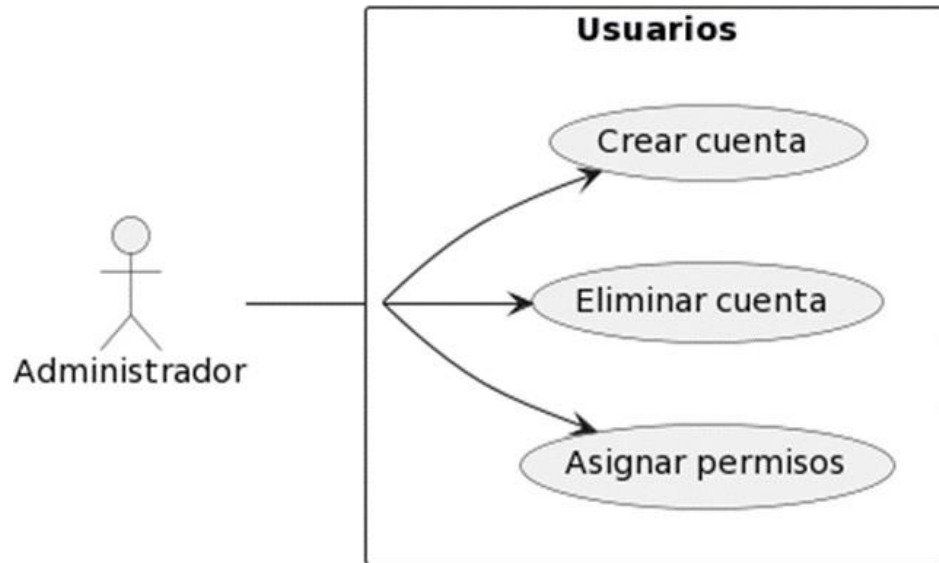 Usuarios
Crear cuenta
Eliminar cuenta
Administrador
Asignar permisos